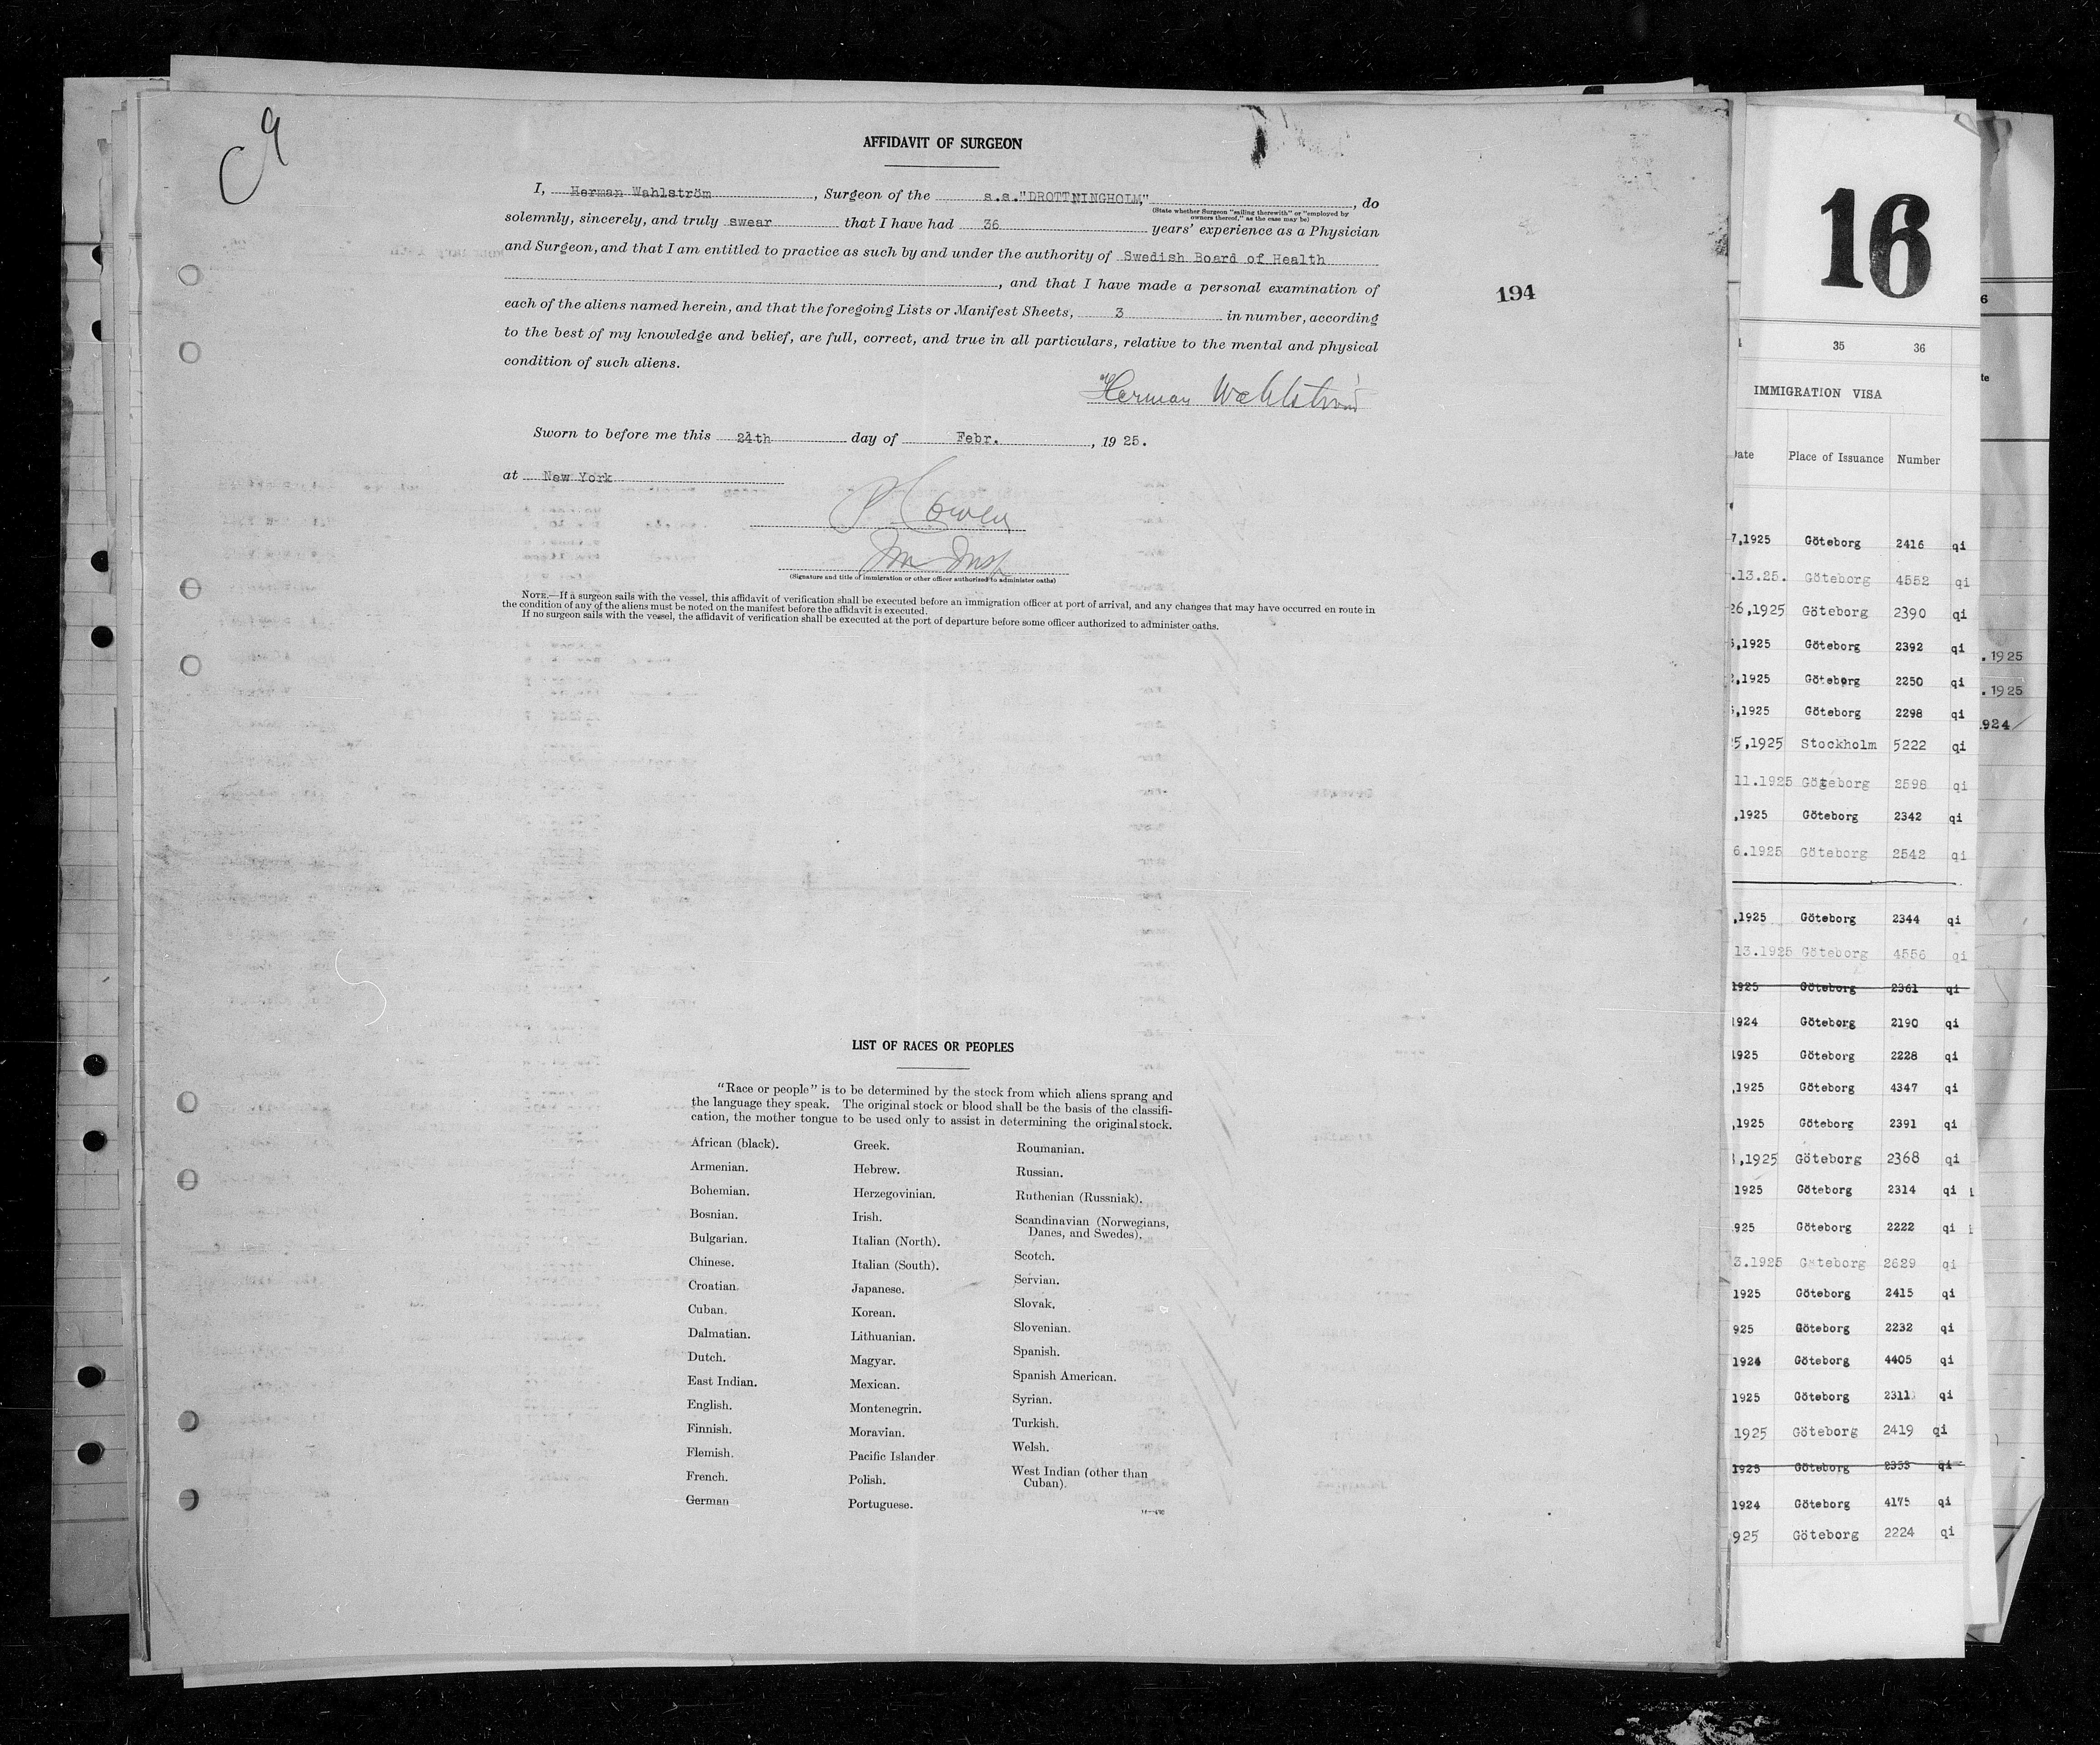 9
AFFIDAVIT OF SURGEON
I, Herman Wahlström, Surgeon of the s.s."DROTTNINGHOLM," , do
(State whether Surgeon "sailing therewith" or "employed by
owners thereof," as the case may be)
solemnly, sincerely, and truly swear that I have had 36 years' experience as a Physician
and Surgeon, and that I am entitled to practice as such by and under the authority of Swedish Board of Health
, and that I have made a personal examination of
each of the aliens named herein, and that the foregoing Lists or Manifest Sheets, 3 in number, according
to the best of my knowledge and belief, are full, correct, and true in all particulars, relative to the mental and physical
condition of such aliens.
194
Herman Wahlström
Sworn to before me this 24th day of Febr. , 19 25.
at New York
P Cowen
Imm Insp
(Signature and title of immigration or other officer authorized to administer oaths)
NOTE.—If a surgeon sails with the vessel, this affidavit of verification shall be executed before an immigration officer at port of arrival, and any changes that may have occurred en route in
the condition of any of the aliens must be noted on the manifest before the affidavit is executed.
If no surgeon sails with the vessel, the affidavit of verification shall be executed at the port of departure before some officer authorized to administer oaths.
LIST OF RACES OR PEOPLES
"Race or people" is to be determined by the stock from which aliens sprang and
the language they speak. The original stock or blood shall be the basis of the classifi-
cation, the mother tongue to be used only to assist in determining the original stock.
African (black).
Armenian.
Bohemian.
Bosnian.
Bulgarian.
Chinese.
Croatian.
Cuban.
Dalmatian.
Dutch.
East Indian.
English.
Finnish.
Flemish.
French.
German
Greek.
Hebrew.
Herzegovinian.
Irish.
Italian (North).
Italian (South).
Japanese.
Korean.
Lithuanian.
Magyar.
Mexican.
Montenegrin.
Moravian.
Pacific Islander
Polish.
Portuguese.
Roumanian.
Russian.
Ruthenian (Russniak).
Scandinavian (Norwegians,
Danes, and Swedes).
Scotch.
Servian.
Slovak.
Slovenian.
Spanish.
Spanish American.
Syrian.
Turkish.
Welsh.
West Indian (other than
Cuban).
16
35 36
IMMIGRATION VISA
Date Place of Issuance Number
7,1925 Göteborg 2416 qi
.13.25. Göteborg 4552 qi
26,1925 Göteborg 2390 qi
,1925 Göteborg 2392 qi
,1925 Göteborg 2250 qi
,1925 Göteborg 2298 qi
5,1925 Stockholm 5222 qi
11.1925 Göteborg 2598 qi
,1925 Göteborg 2342 qi
6.1925 Göteborg 2542 qi
,1925 Göteborg 2344 qi
13.1925 Göteborg 4556 qi
1925 Göteborg 2361 qi
1924 Göteborg 2190 qi
1925 Göteborg 2228 qi
,1925 Göteborg 4347 qi
,1925 Göteborg 2391 qi
,1925 Göteborg 2368 qi
1925 Göteborg 2314 qi
925 Göteborg 2222 qi
3.1925 Göteborg 2629 qi
1925 Göteborg 2415 qi
925 Göteborg 2232 qi
1924 Göteborg 4405 qi
1925 Göteborg 2311 qi
1925 Göteborg 2419 qi
1925 Göteborg 2353 qi
1924 Göteborg 4175 qi
925 Göteborg 2224 qi
6
te
. 1925
. 1925
.924